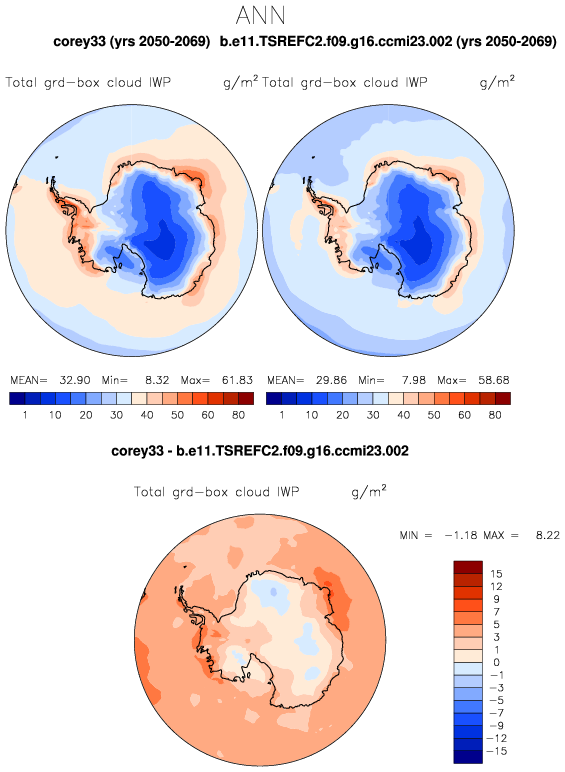 ANN
corey33 (yrs 2050-2069) b.e11.TSREFC2.f09.g16.ccmi23.002 (yrs 2050-2069)
Total grd-box cloud IWP g/m² Total grd-box cloud IWP g/m²
MEAN= 32.90 Min= 8.32 Max= 61.83 MEAN= 29.86 Min= 7.98 Max= 58.68
1 10 20 30 40 50 60 80 1 10 20 30 40 50 60 80
corey33 - b.e11.TSREFC2.f09.g16.ccmi23.002
Total grd-box cloud IWP g/m²
MIN = -1.18 MAX = 8.22
15
12
9
7
5
3
1
0
-1
-3
-5
-7
-9
-12
-15